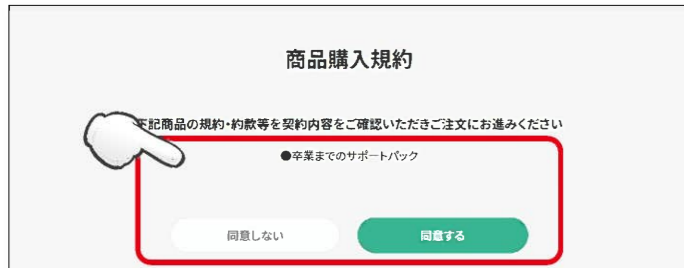 商品購入規約
下記商品の規約・約款等を契約内容をご確認いただきご注文にお進みください
●卒業までのサポートパック
同意しない
同意する